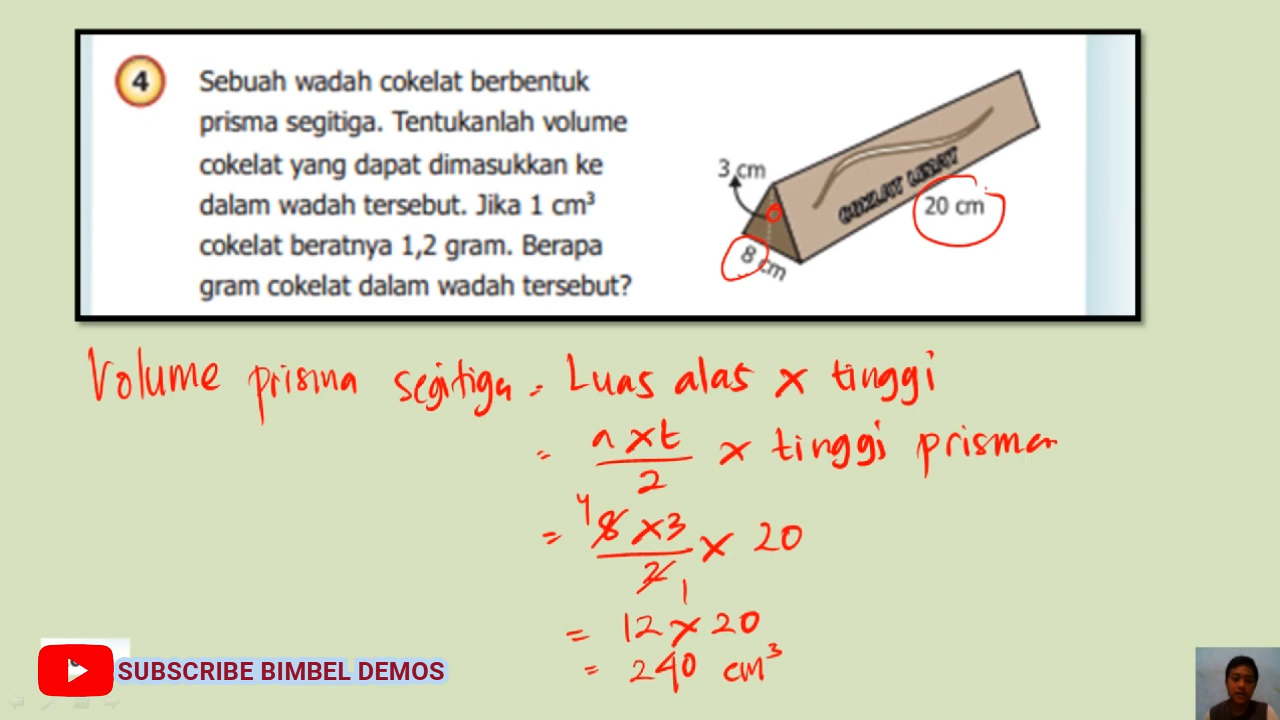 4
Sebuah wadah cokelat berbentuk
prisma segitiga. Tentukanlah volume
cokelat yang dapat dimasukkan ke
dalam wadah tersebut. Jika 1 cm³
cokelat beratnya 1,2 gram. Berapa
gram cokelat dalam wadah tersebut?
3 cm
COKLAT LEZAT
20 cm
8 cm
Volume prisma segitiga = Luas alas x tinggi
= a x t / 2 x tinggi prisma
= 4 8 x 3 / 2 1 x 20
= 12 x 20
= 240 cm³
SUBSCRIBE BIMBEL DEMOS